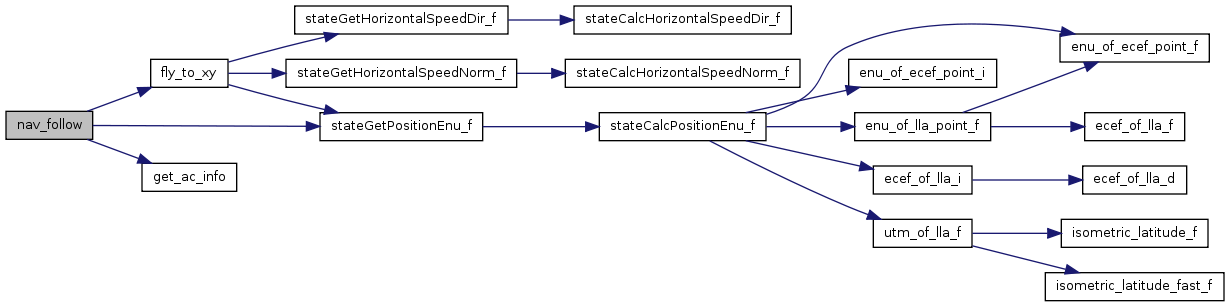 nav_follow
fly_to_xy
get_ac_info
stateGetHorizontalSpeedDir_f
stateGetHorizontalSpeedNorm_f
stateGetPositionEnu_f
stateCalcHorizontalSpeedDir_f
stateCalcHorizontalSpeedNorm_f
stateCalcPositionEnu_f
enu_of_ecef_point_i
enu_of_lla_point_f
ecef_of_lla_i
utm_of_lla_f
enu_of_ecef_point_f
ecef_of_lla_f
ecef_of_lla_d
isometric_latitude_f
isometric_latitude_fast_f